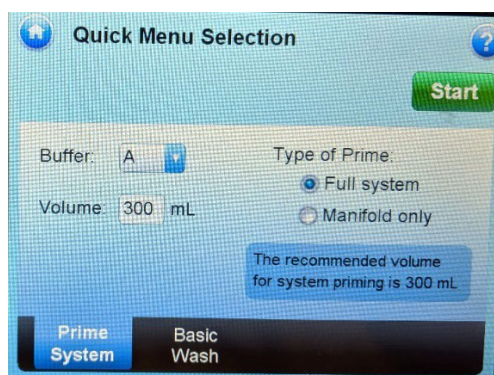 Quick Menu Selection
?
Start
Buffer: A
Type of Prime:
Full system
Volume: 300 mL
Manifold only
The recommended volume
for system priming is 300 mL
Prime
System
Basic
Wash